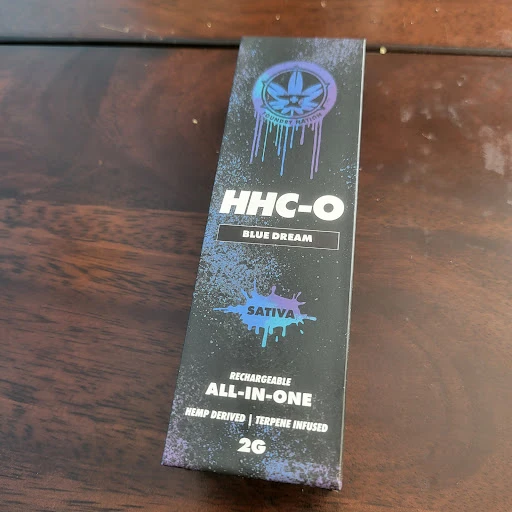 HHC-O
BLUE DREAM
SATIVA
RECHARGEABLE
ALL-IN-ONE
HEMP DERIVED | TERPENE INFUSED
2G